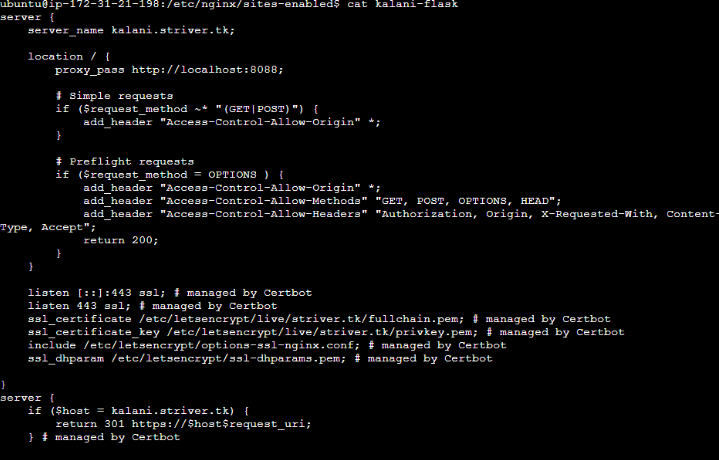 ubuntu@ip-172-31-21-198:/etc/nginx/sites-enabled$ cat kalani-flask
server {
    server_name kalani.striver.tk;

    location / {
        proxy_pass http://localhost:8088;

        # Simple requests
        if ($request_method ~* "(GET|POST)") {
            add_header "Access-Control-Allow-Origin" *;
        }

        # Preflight requests
        if ($request_method = OPTIONS ) {
            add_header "Access-Control-Allow-Origin" *;
            add_header "Access-Control-Allow-Methods" "GET, POST, OPTIONS, HEAD";
            add_header "Access-Control-Allow-Headers" "Authorization, Origin, X-Requested-With, Content-
Type, Accept";
            return 200;
        }
    }

    listen [::]:443 ssl; # managed by Certbot
    listen 443 ssl; # managed by Certbot
    ssl_certificate /etc/letsencrypt/live/striver.tk/fullchain.pem; # managed by Certbot
    ssl_certificate_key /etc/letsencrypt/live/striver.tk/privkey.pem; # managed by Certbot
    include /etc/letsencrypt/options-ssl-nginx.conf; # managed by Certbot
    ssl_dhparam /etc/letsencrypt/ssl-dhparams.pem; # managed by Certbot

}
server {
    if ($host = kalani.striver.tk) {
        return 301 https://$host$request_uri;
    } # managed by Certbot